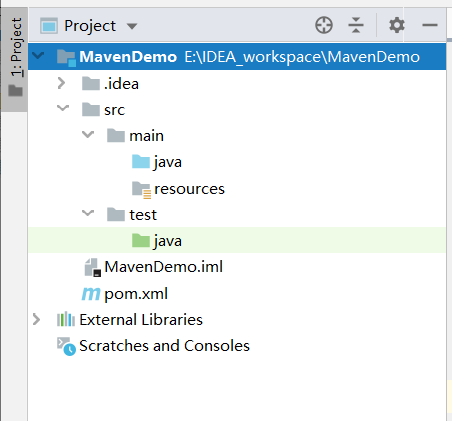 1: Project
Project
MavenDemo E:\IDEA_workspace\MavenDemo
.idea
src
main
java
resources
test
java
MavenDemo.iml
m pom.xml
External Libraries
Scratches and Consoles